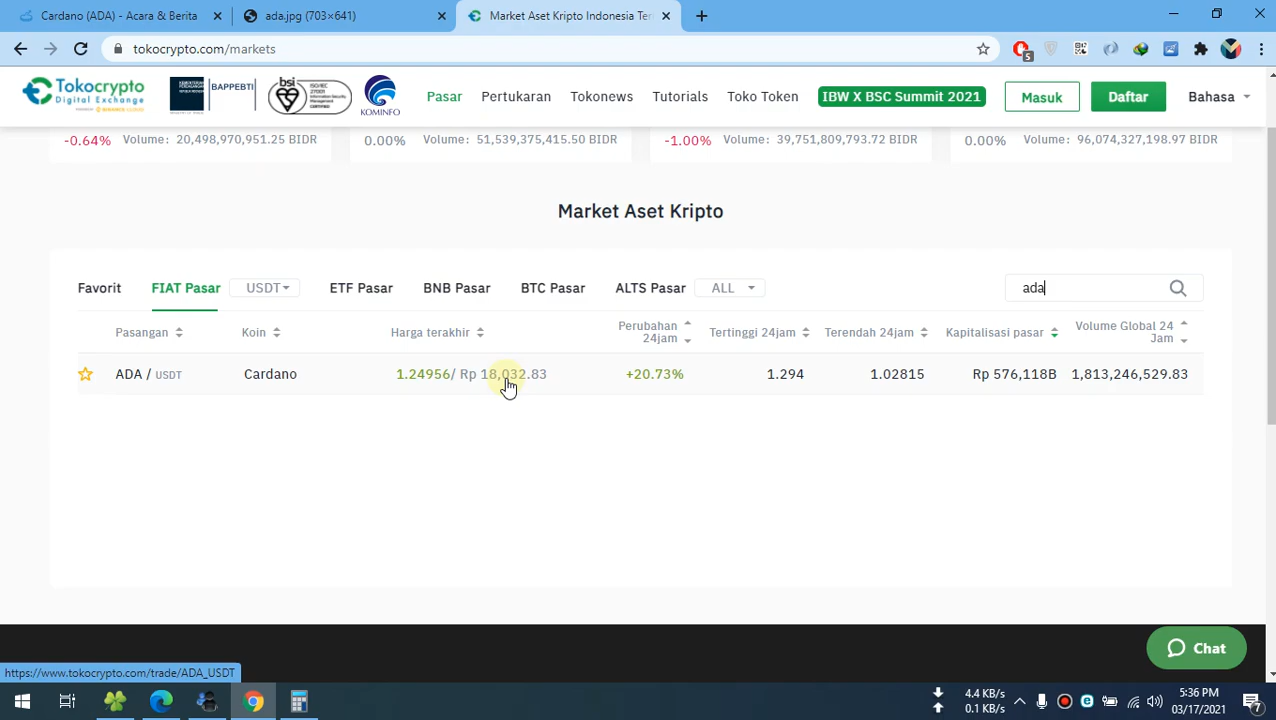 Cardano (ADA) - Acara & Berita
ada.jpg (703×641)
Market Aset Kripto Indonesia Ter
tokocrypto.com/markets
5
Tokocrypto
Digital Exchange
BAPPEBTI
bsi
ISO/IEC
27001
KOMINFO
Pasar
Pertukaran
Tokonews
Tutorials
Toko Token
IBW X BSC Summit 2021
Masuk
Daftar
Bahasa
-0.64% Volume: 20,498,970,951.25 BIDR
0.00% Volume: 51,539,375,415.50 BIDR
-1.00% Volume: 39,751,809,793.72 BIDR
0.00% Volume: 96,074,327,198.97 BIDR
Market Aset Kripto
Favorit FIAT Pasar USDT ETF Pasar BNB Pasar BTC Pasar ALTS Pasar ALL ada
Pasangan Koin Harga terakhir Perubahan 24jam Tertinggi 24jam Terendah 24jam Kapitalisasi pasar Volume Global 24 Jam
ADA / USDT Cardano 1.24956/ Rp 18,032.83 +20.73% 1.294 1.02815 Rp 576,118B 1,813,246,529.83
Chat
https://www.tokocrypto.com/trade/ADA_USDT
4.4 KB/s
0.1 KB/s
5:36 PM
03/17/2021
7